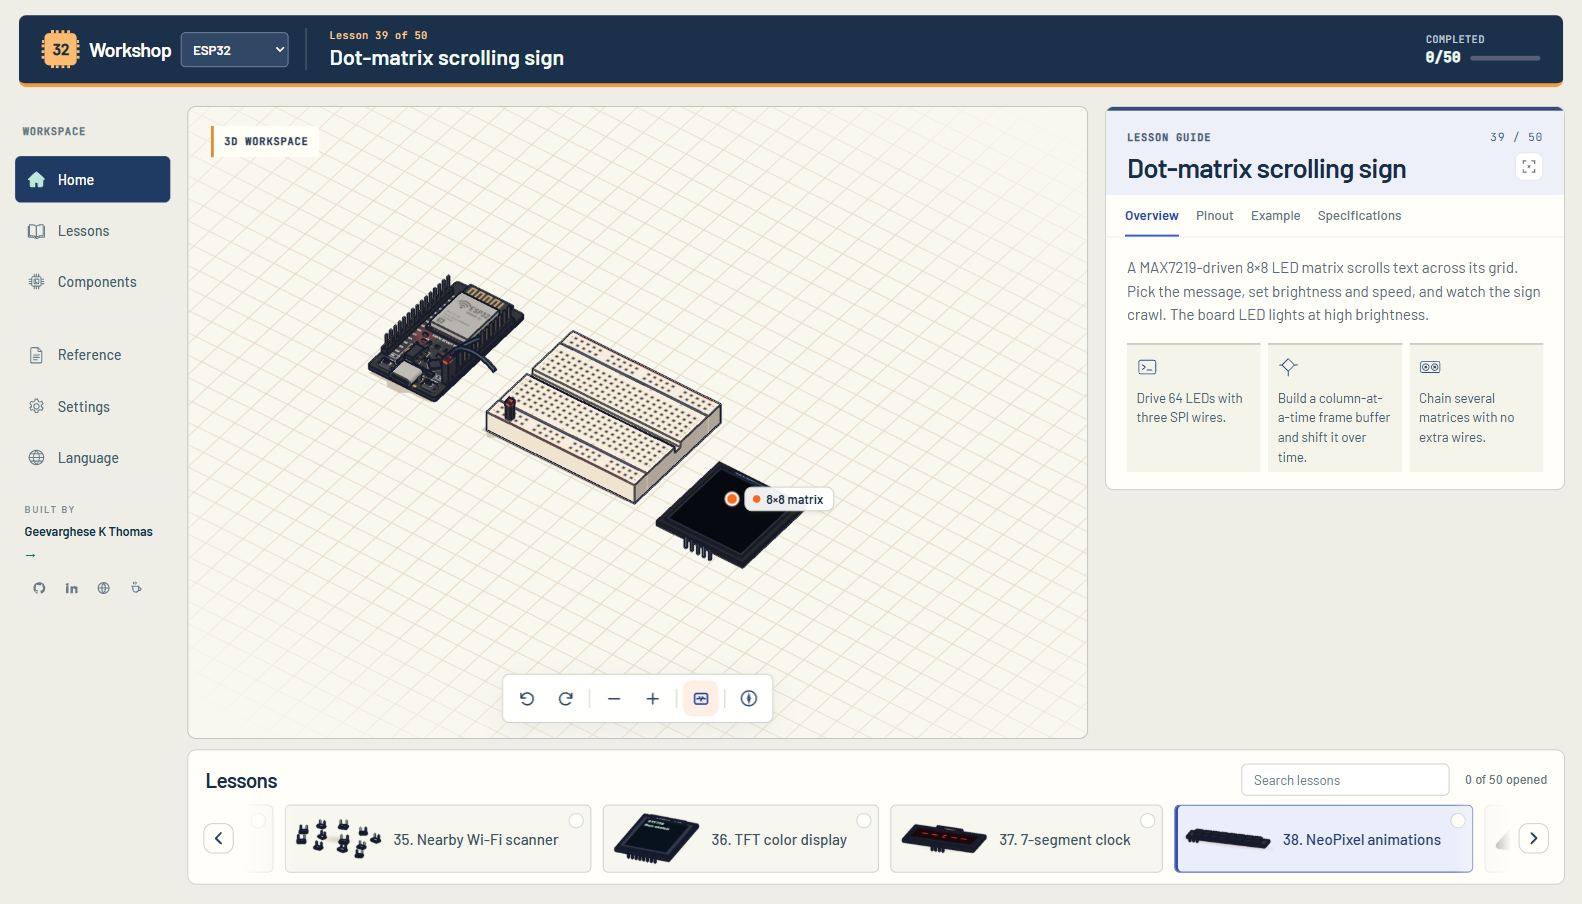 32
Workshop
ESP32
Lesson 39 of 50
Dot-matrix scrolling sign
COMPLETED
0/50
WORKSPACE
Home
Lessons
Components
Reference
Settings
Language
BUILT BY
Geevarghese K Thomas
→
3D WORKSPACE
ESP32
8×8 matrix
LESSON GUIDE
39 / 50
Dot-matrix scrolling sign
Overview
Pinout
Example
Specifications
A MAX7219-driven 8×8 LED matrix scrolls text across its grid.
Pick the message, set brightness and speed, and watch the sign
crawl. The board LED lights at high brightness.
Drive 64 LEDs with
three SPI wires.
Build a column-at-
a-time frame buffer
and shift it over
time.
Chain several
matrices with no
extra wires.
Lessons
Search lessons
0 of 50 opened
35. Nearby Wi-Fi scanner
36. TFT color display
37. 7-segment clock
38. NeoPixel animations